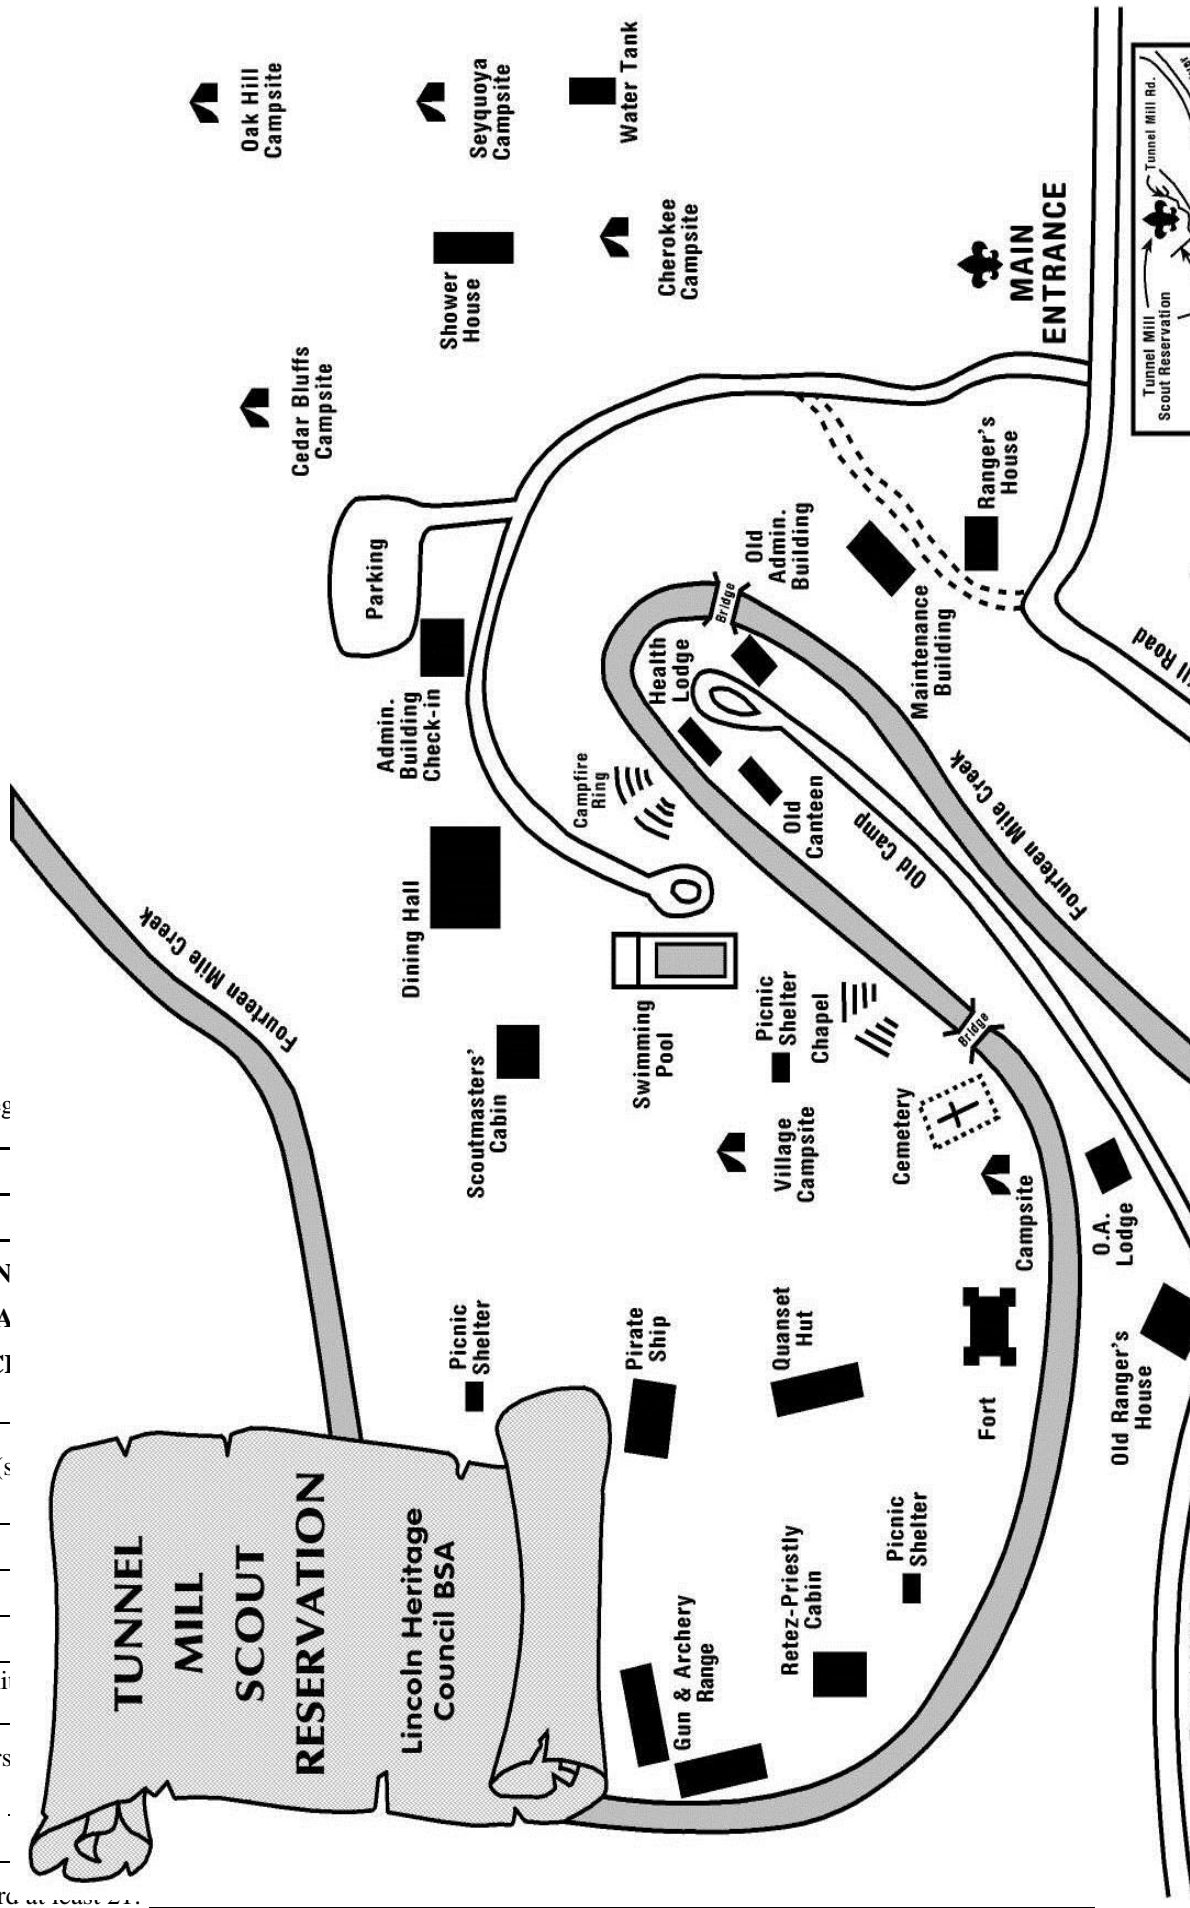 TUNNEL
MILL
SCOUT
RESERVATION
Lincoln Heritage
Council BSA
Oak Hill
Campsite
Seyquoya
Campsite
Water Tank
Cedar Bluffs
Campsite
Shower
House
Cherokee
Campsite
MAIN
ENTRANCE
Tunnel Mill Rd.
Tunnel Mill
Scout Reservation
Parking
Admin.
Building
Check-in
Ranger's
House
Old
Admin.
Building
Bridge
Maintenance
Building
Health
Lodge
Campfire
Ring
Old
Canteen
Old Camp
Fourteen Mile Creek
Road
Fourteen Mile Creek
Dining Hall
Scoutmasters'
Cabin
Swimming
Pool
Picnic
Shelter
Chapel
Bridge
Village
Campsite
Cemetery
Campsite
O.A.
Lodge
Old Ranger's
House
Picnic
Shelter
Pirate
Ship
Quanset
Hut
Fort
Picnic
Shelter
Retez-Priestly
Cabin
Gun & Archery
Range
at least 21.